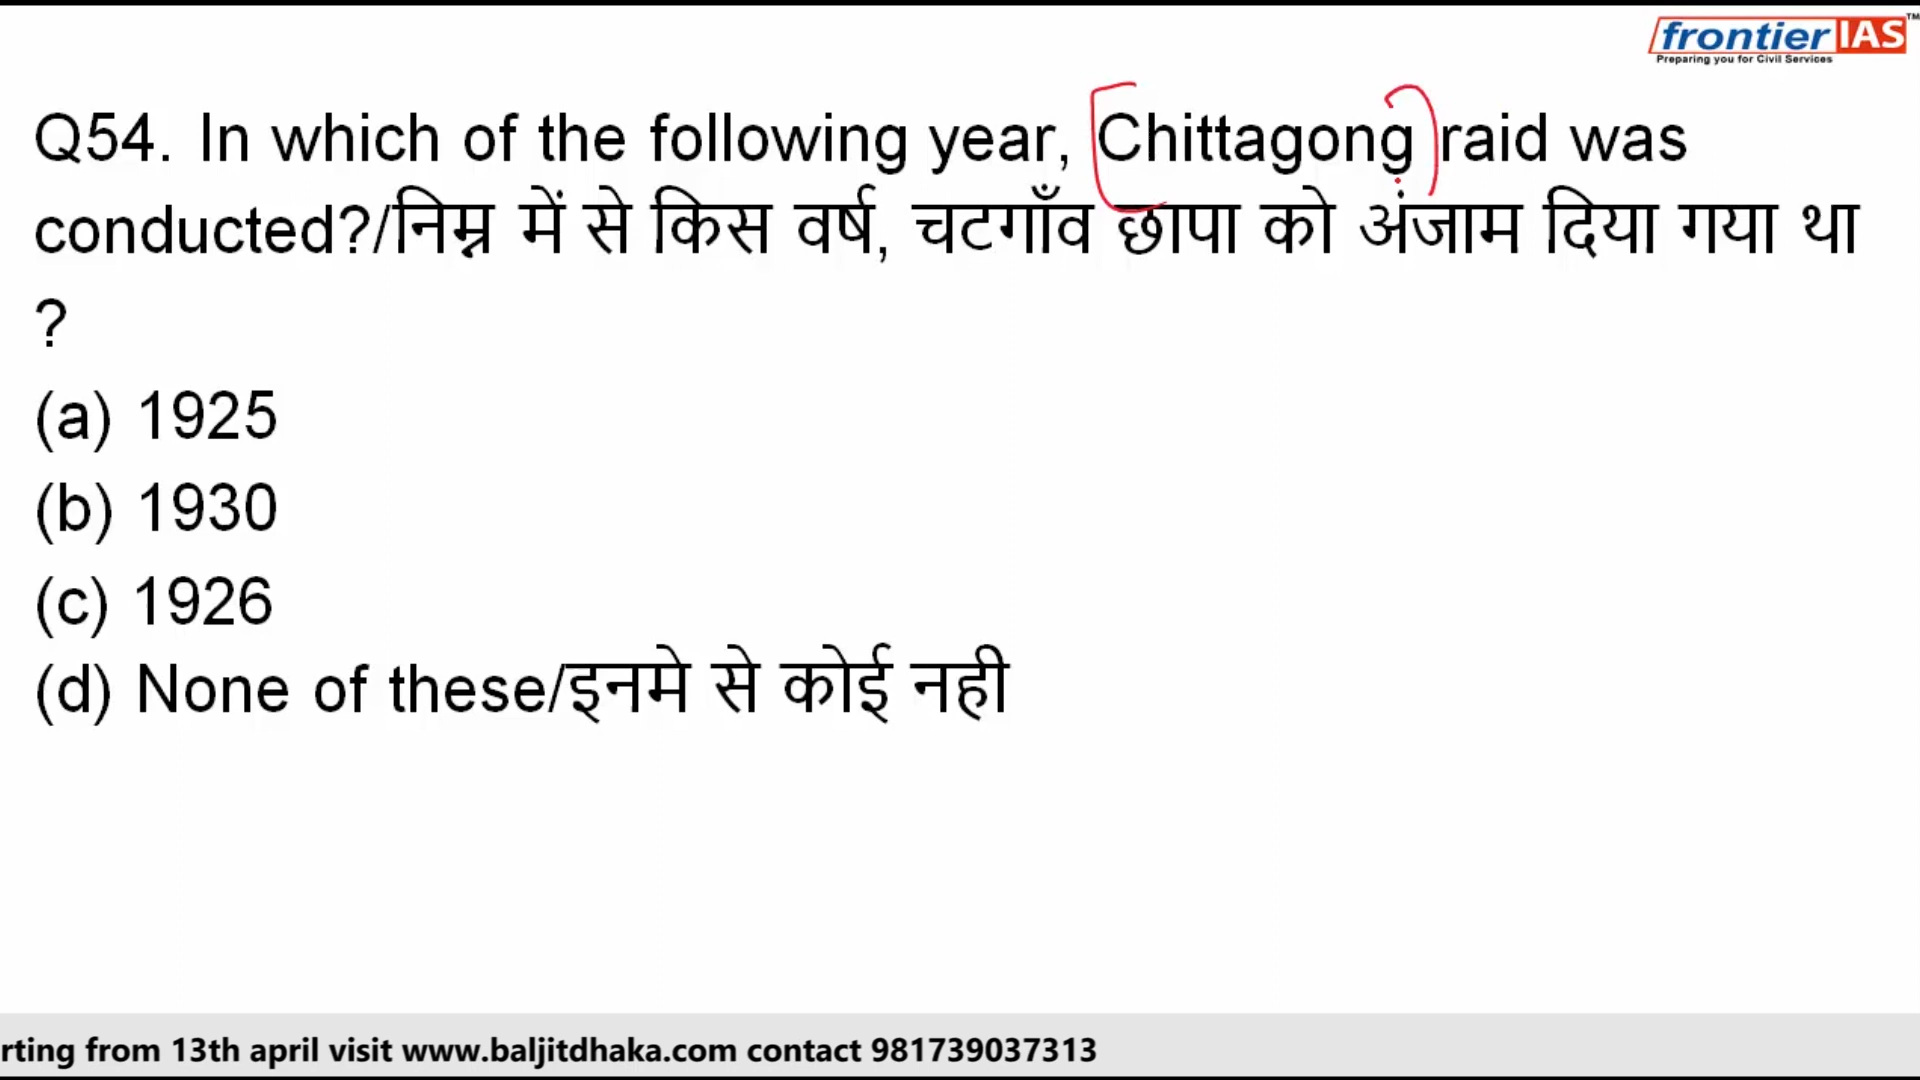 frontier IAS ™
Preparing you for Civil Services
Q54. In which of the following year, Chittagong raid was
conducted?/निम्न में से किस वर्ष, चटगाँव छापा को अंजाम दिया गया था
?
(a) 1925
(b) 1930
(c) 1926
(d) None of these/इनमे से कोई नही
rting from 13th april visit www.baljitdhaka.com contact 981739037313